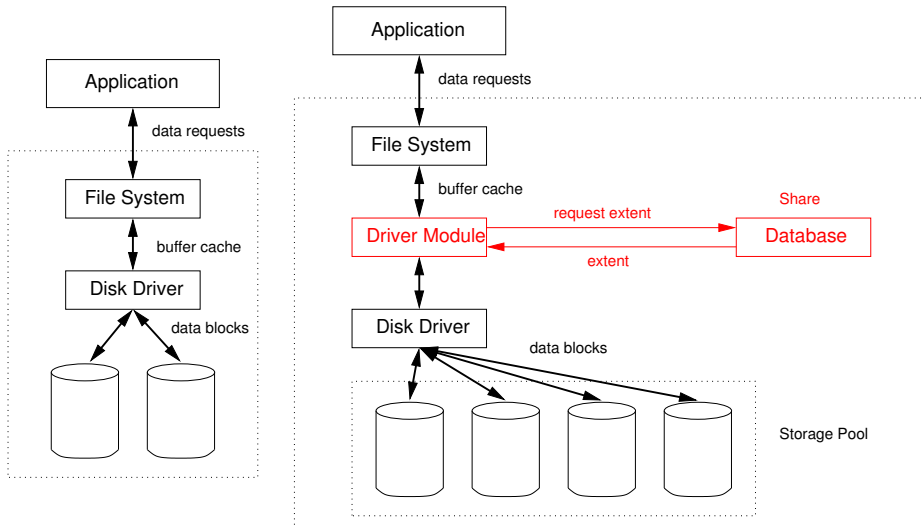 Application
data requests
File System
buffer cache
Disk Driver
data blocks
Application
data requests
File System
buffer cache
Driver Module
request extent
extent
Share
Database
Disk Driver
data blocks
Storage Pool